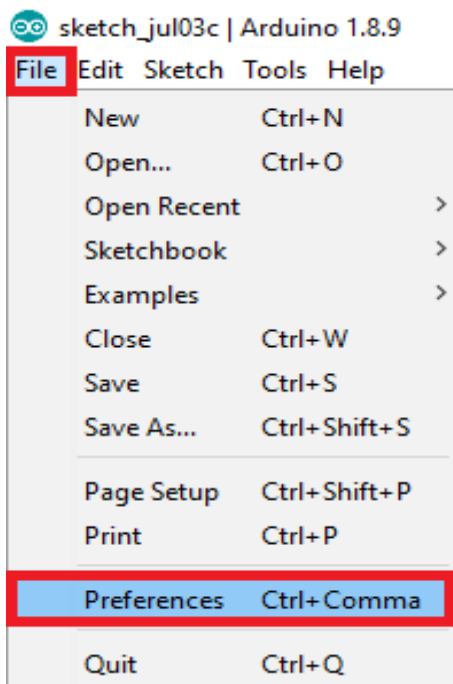 sketch_jul03c | Arduino 1.8.9
File Edit Sketch Tools Help
New Ctrl+N
Open... Ctrl+O
Open Recent >
Sketchbook >
Examples >
Close Ctrl+W
Save Ctrl+S
Save As... Ctrl+Shift+S
Page Setup Ctrl+Shift+P
Print Ctrl+P
Preferences Ctrl+Comma
Quit Ctrl+Q